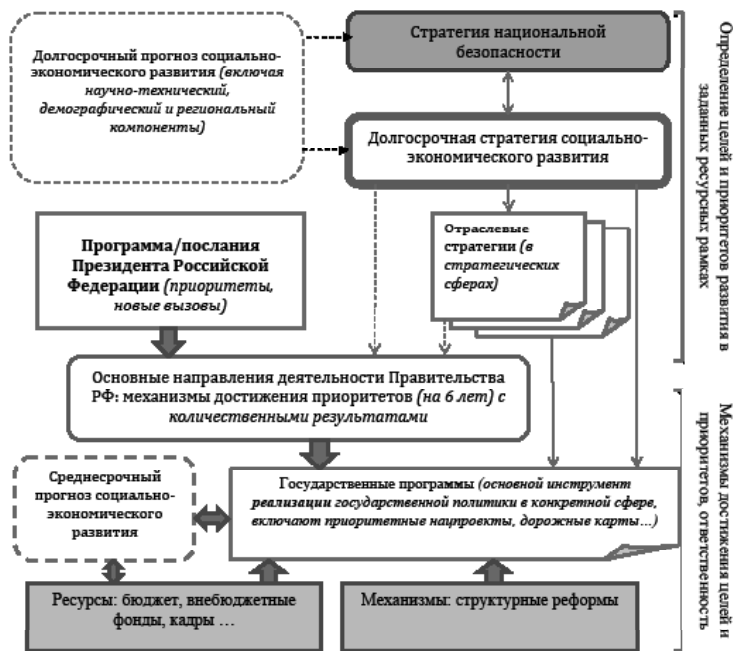 Долгосрочный прогноз социально-
экономического развития (включая
научно-технический,
демографический и региональный
компоненты)
Стратегия национальной
безопасности
Долгосрочная стратегия социально-
экономического развития
Программа/послания
Президента Российской
Федерации (приоритеты,
новые вызовы)
Отраслевые
стратегии (в
стратегических
сферах)
Основные направления деятельности Правительства
РФ: механизмы достижения приоритетов (на 6 лет) с
количественными результатами
Среднесрочный
прогноз социально-
экономического
развития
Государственные программы (основной инструмент
реализации государственной политики в конкретной сфере,
включают приоритетные нацпроекты, дорожные карты...)
Ресурсы: бюджет, внебюджетные
фонды, кадры ...
Механизмы: структурные реформы
Определение целей и приоритетов развития в
заданных ресурсных рамках
Механизмы достижения целей и
приоритетов, ответственность